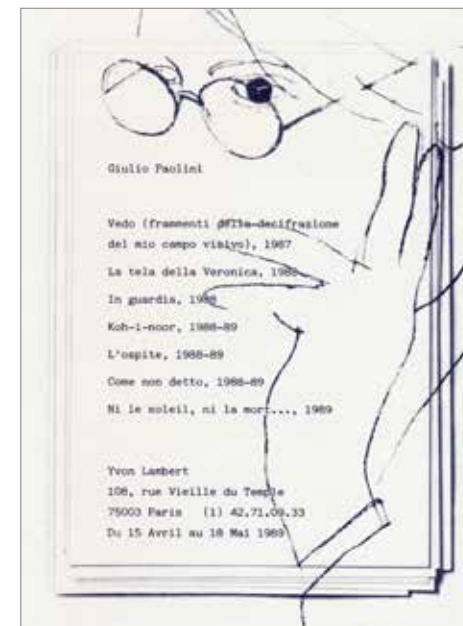 Giulio Paolini
Vedo (frammenti decifrazione
del mio campo visivo), 1987
La tela della Veronica, 1988
In guardia, 1988
Koh-i-noor, 1988-89
L'ospite, 1988-89
Come non detto, 1988-89
Ni le soleil, ni la mort..., 1989
Yvon Lambert
108, rue Vieille du Temple
75003 Paris (1) 42.71.09.33
Du 15 Avril au 18 Mai 1989